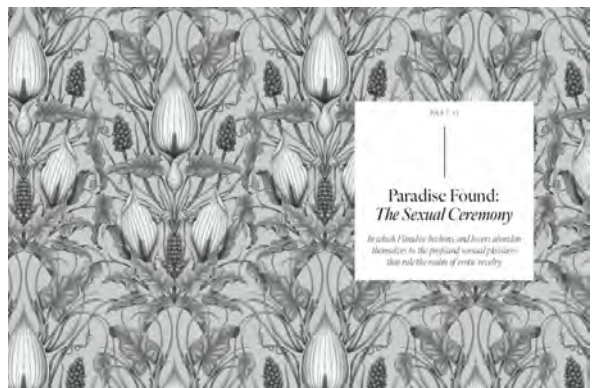 PART II
Paradise Found:
The Sexual Ceremony
In which Paradise beckons, and lovers abandon
themselves to the profound sensual pleasures
that rule the realm of erotic revelry